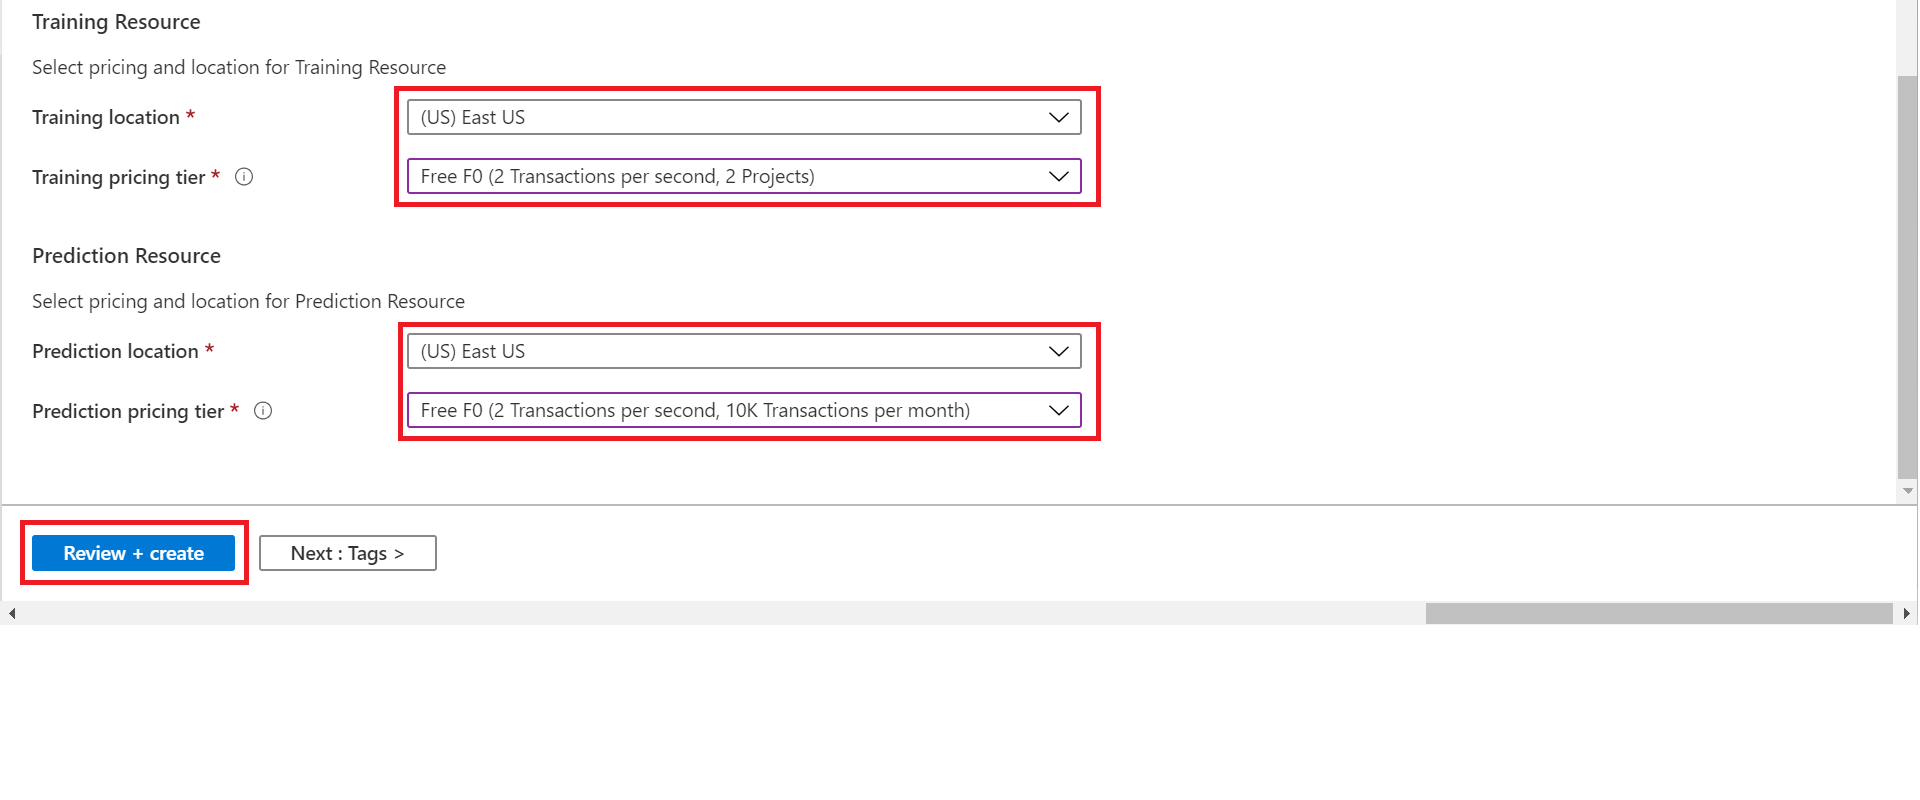 Training Resource
Select pricing and location for Training Resource
Training location *
(US) East US
Training pricing tier *
Free F0 (2 Transactions per second, 2 Projects)
Prediction Resource
Select pricing and location for Prediction Resource
Prediction location *
(US) East US
Prediction pricing tier *
Free F0 (2 Transactions per second, 10K Transactions per month)
Review + create
Next : Tags >